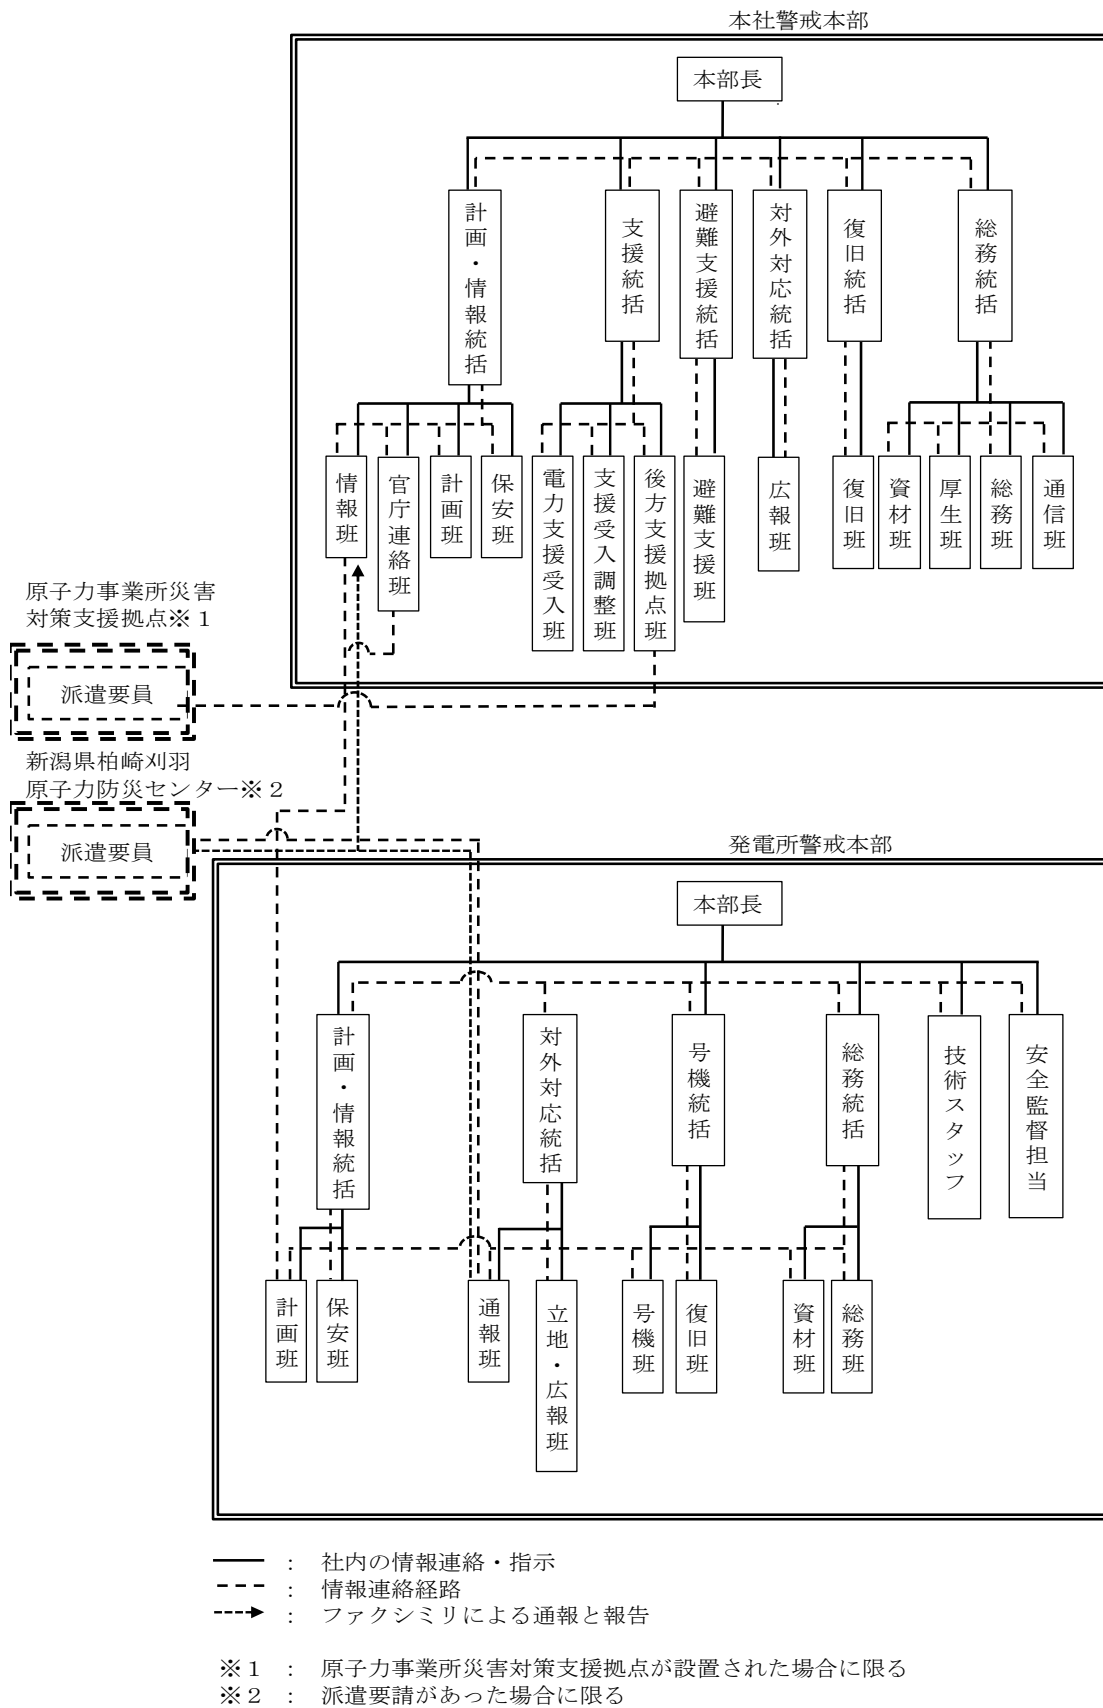 本社警戒本部
本部長
計画・情報統括
支援統括
避難支援統括
対外対応統括
復旧統括
総務統括
情報班
官庁連絡班
計画班
保安班
電力支援受入班
支援受入調整班
後方支援拠点班
避難支援班
広報班
復旧班
資材班
厚生班
総務班
通信班
原子力事業所災害
対策支援拠点※1
派遣要員
新潟県柏崎刈羽
原子力防災センター※2
派遣要員
発電所警戒本部
本部長
計画・情報統括
対外対応統括
号機統括
総務統括
技術スタッフ
安全監督担当
計画班
保安班
通報班
立地・広報班
号機班
復旧班
資材班
総務班
: 社内の情報連絡・指示
: 情報連絡経路
: ファクシミリによる通報と報告
※1 : 原子力事業所災害対策支援拠点が設置された場合に限る
※2 : 派遣要請があった場合に限る